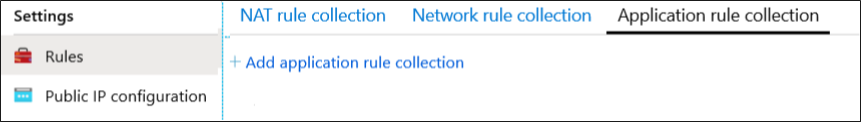 Settings
NAT rule collection Network rule collection Application rule collection
Rules
+ Add application rule collection
Public IP configuration